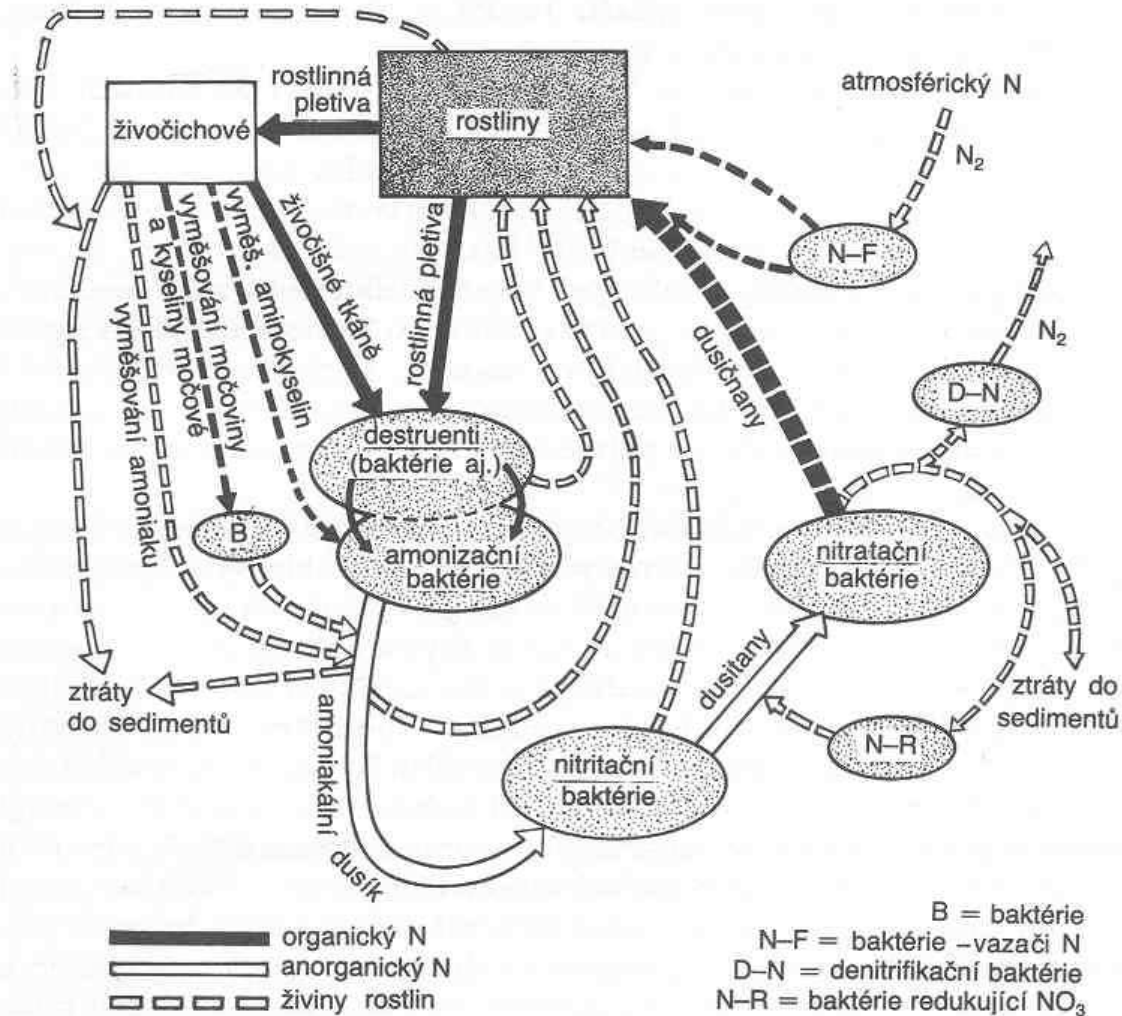 rostlinná
pletiva
živočichové
rostliny
atmosférický N
N2
N–F
vyměšování amoniaku
vyměšování močoviny
a kyseliny močové
vyměš. aminokyselin
živočišné tkáně
rostlinná pletiva
dusičnany
N2
D–N
destruenti
(baktérie aj.)
B
amonizační
baktérie
nitratační
baktérie
dusitany
ztráty
do sedimentů
ztráty do
sedimentů
N–R
nitritační
baktérie
amoniakální dusík
organický N
anorganický N
živiny rostlin
B = baktérie
N–F = baktérie –vazači N
D–N = denitrifikační baktérie
N–R = baktérie redukující NO3